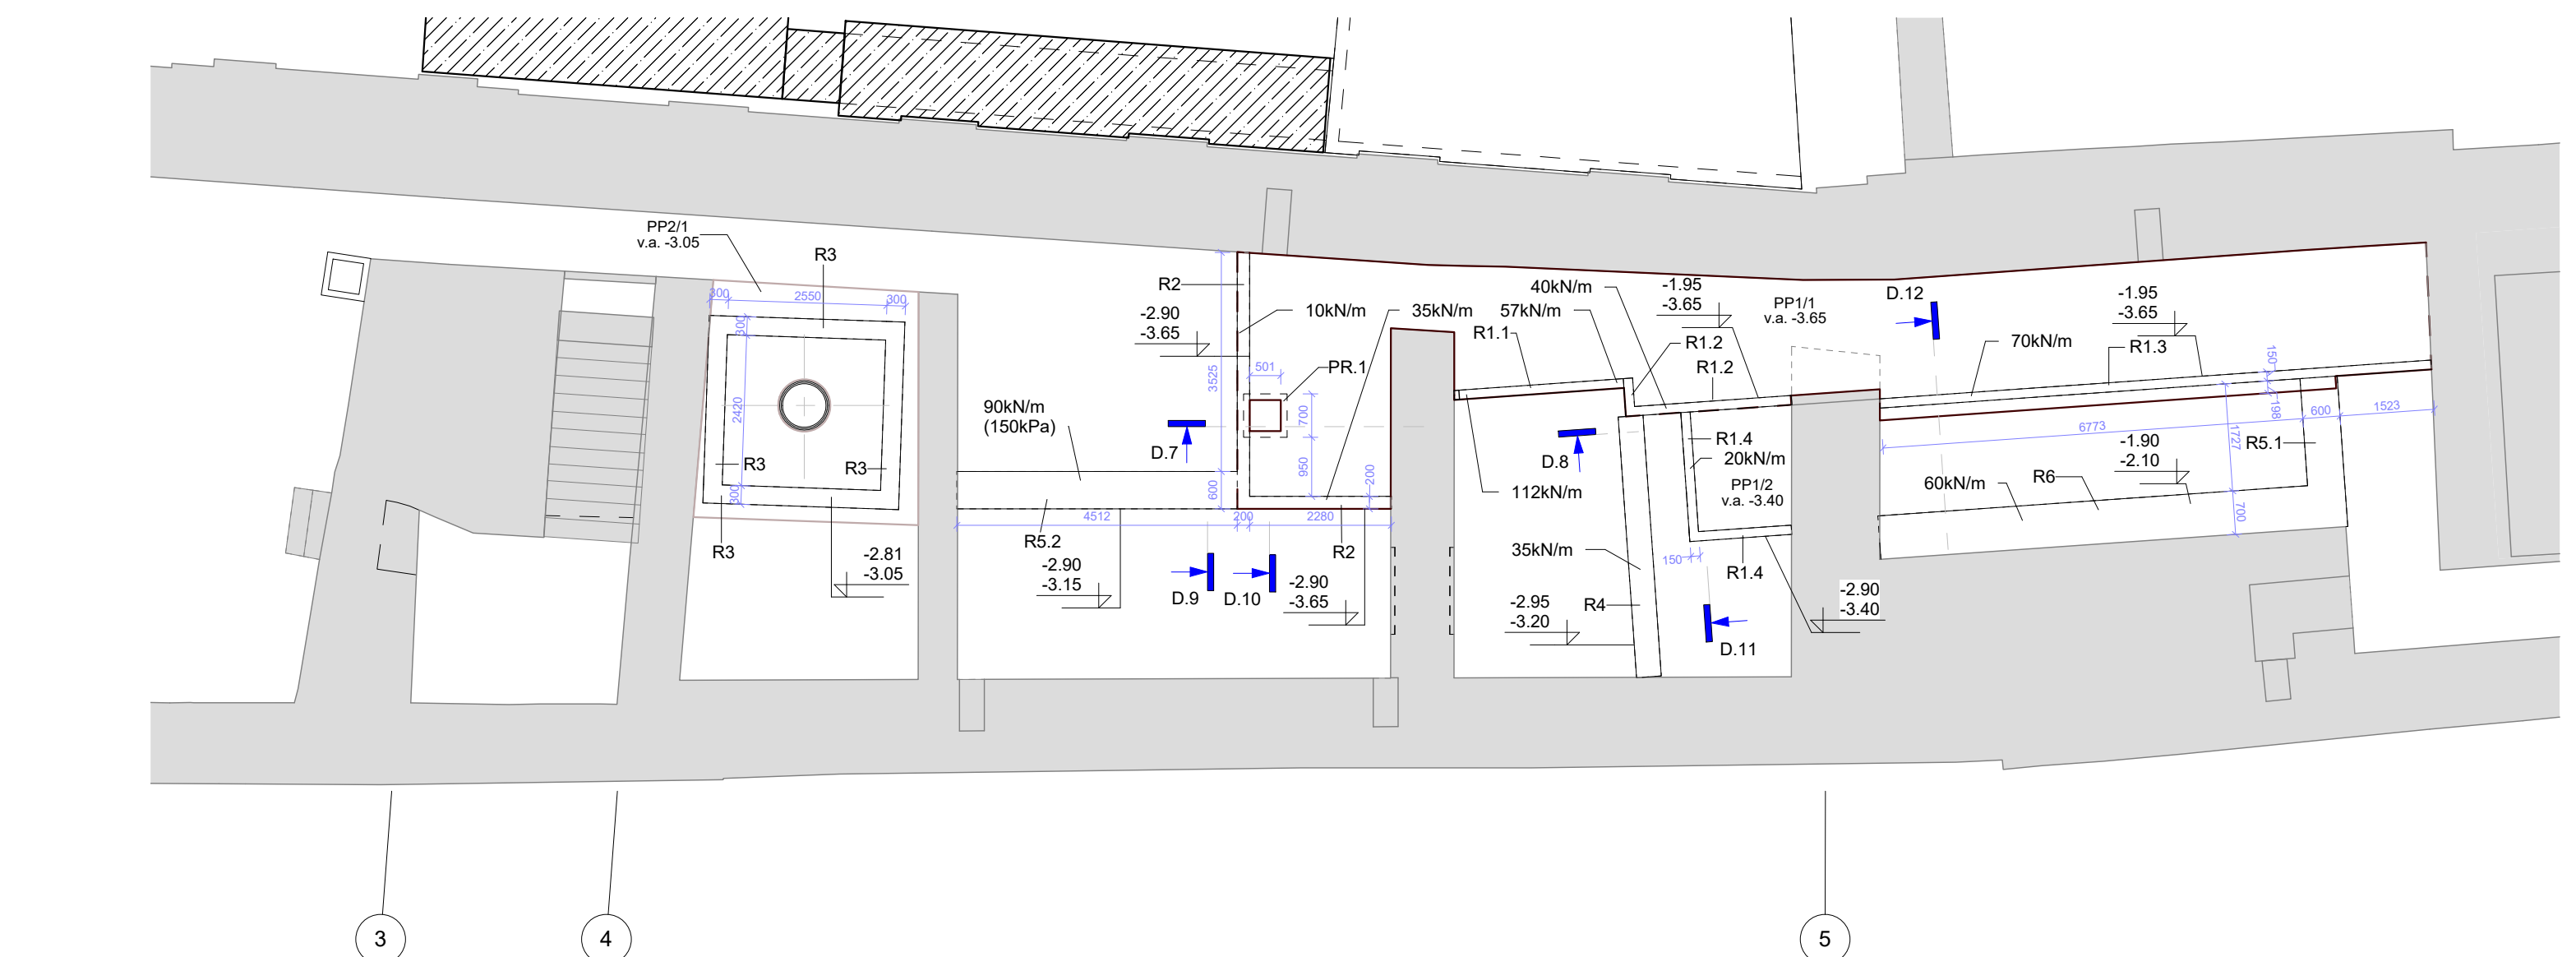 PP2/1
v.a. -3.05
R3
300
2550
300
300
2420
300
R3
R3
R3
-2.81
-3.05
R2
-2.90
-3.65
3525
600
10kN/m
35kN/m
501
PR.1
700
950
200
90kN/m
(150kPa)
D.7
4512
200
2280
R5.2
-2.90
-3.15
D.9
D.10
R2
-2.90
-3.65
40kN/m
57kN/m
R1.1
-1.95
-3.65
R1.2
R1.2
PP1/1
v.a. -3.65
D.12
-1.95
-3.65
70kN/m
R1.3
150
198
600
1523
6773
1727
700
-1.90
-2.10
R5.1
R6
60kN/m
D.8
112kN/m
R1.4
20kN/m
PP1/2
v.a. -3.40
35kN/m
150
R1.4
R4
-2.95
-3.20
D.11
-2.90
-3.40
3
4
5